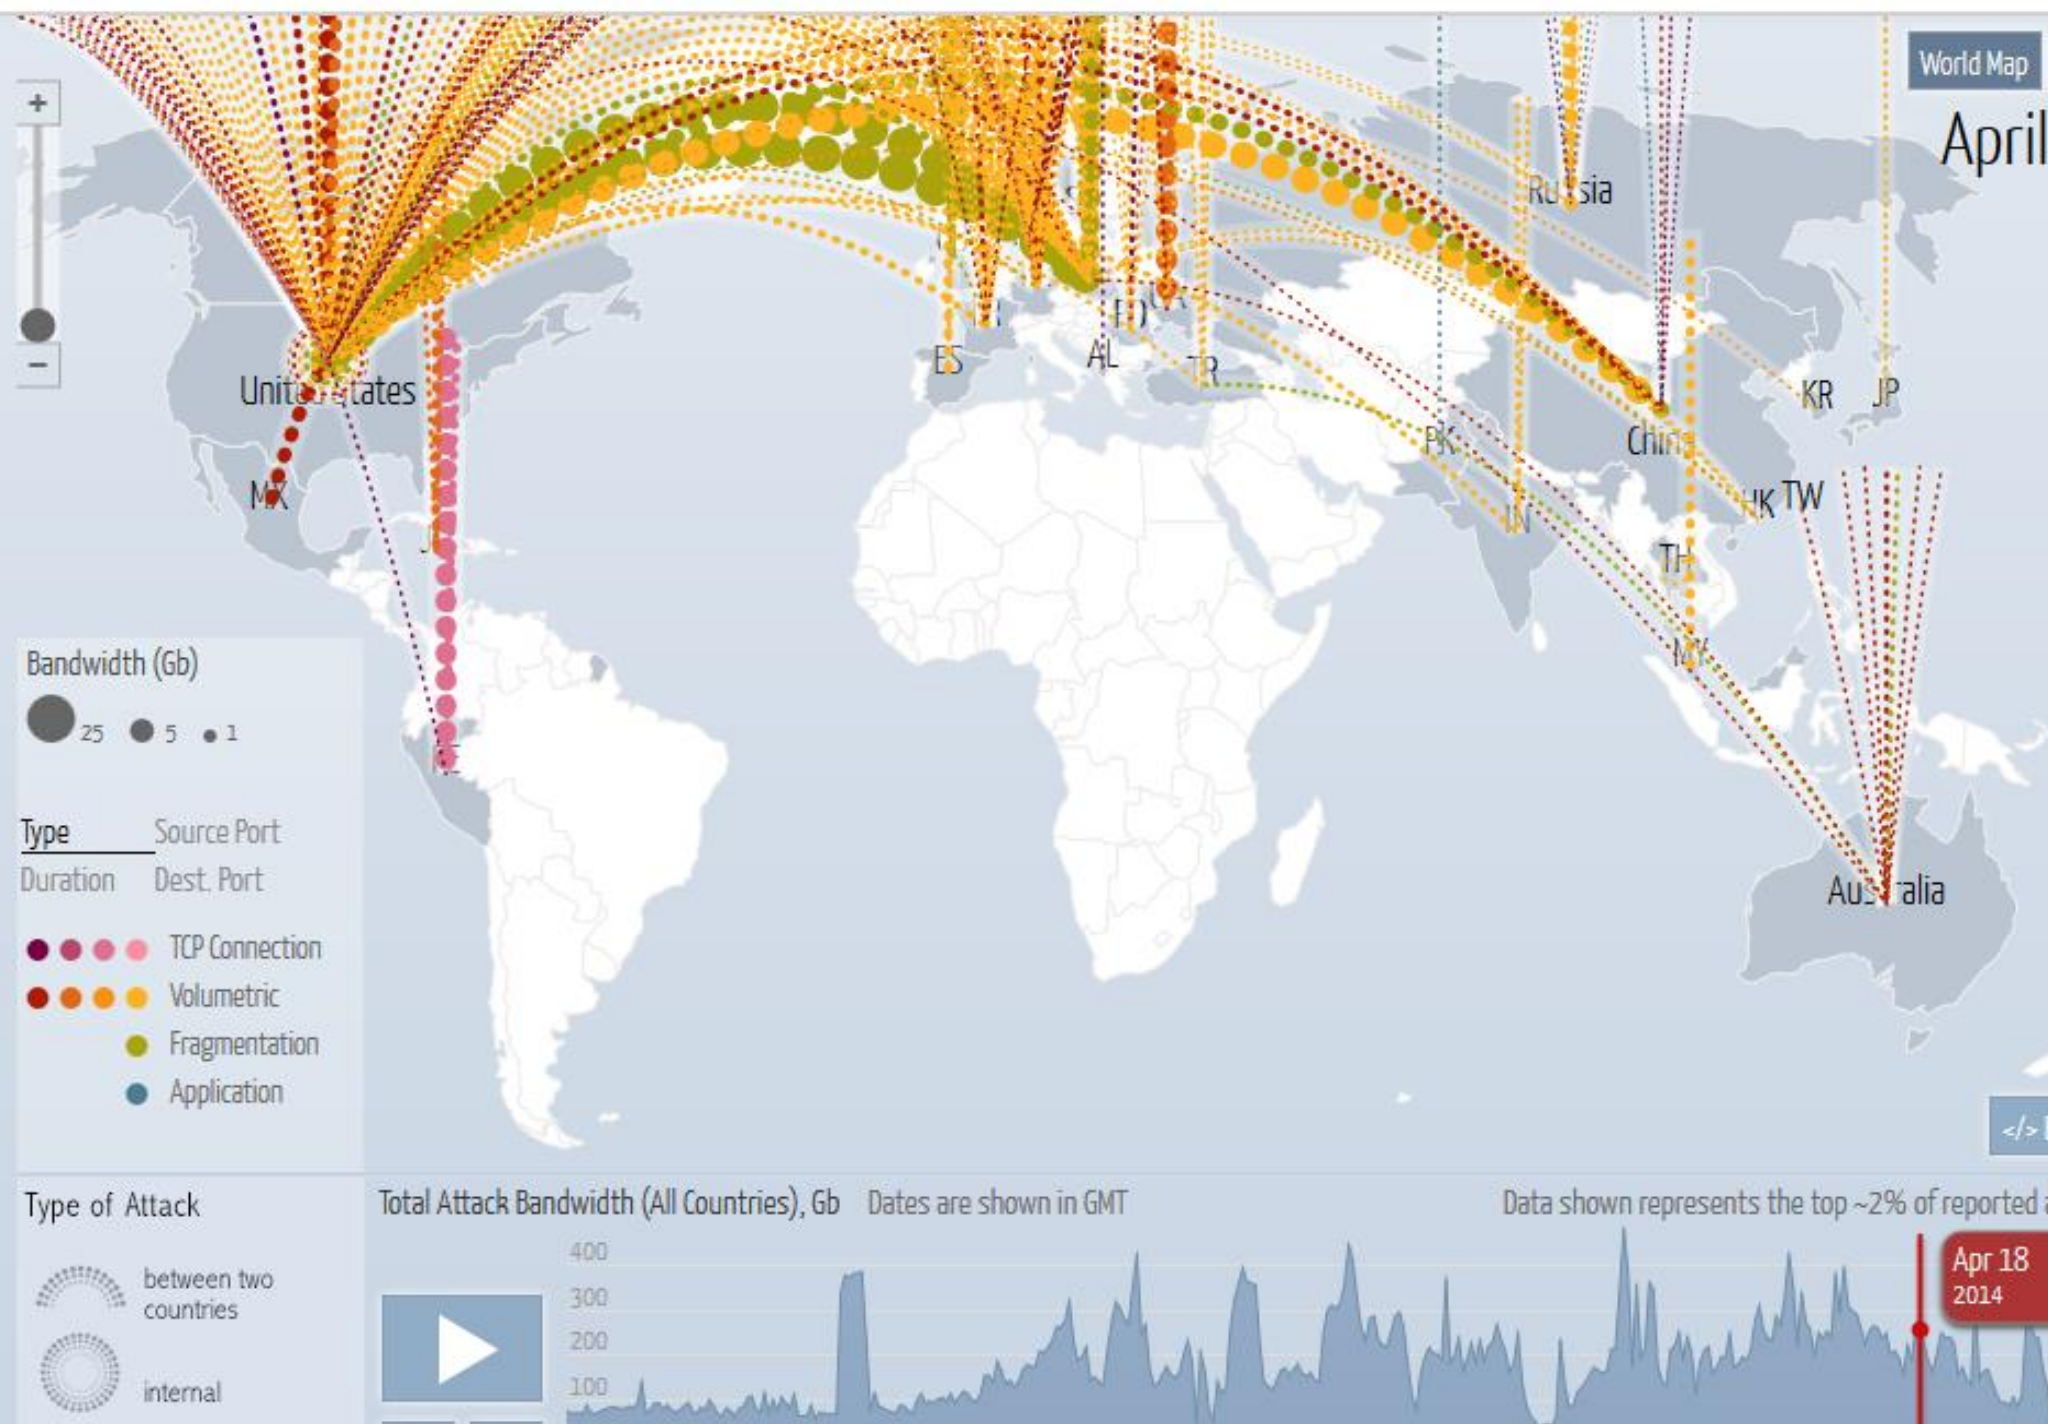 +
World Map
April
Russia
United States
ES
AL
TR
KR
JP
PK
China
MX
HK
TW
IN
TH
MY
Bandwidth (Gb)
25 5 1
Type Source Port
Duration Dest. Port
Australia
TCP Connection
Volumetric
Fragmentation
Application
</>
Type of Attack
Total Attack Bandwidth (All Countries), Gb Dates are shown in GMT
Data shown represents the top ~2% of reported
400
between two
countries
300
200
100
internal
Apr 18
2014